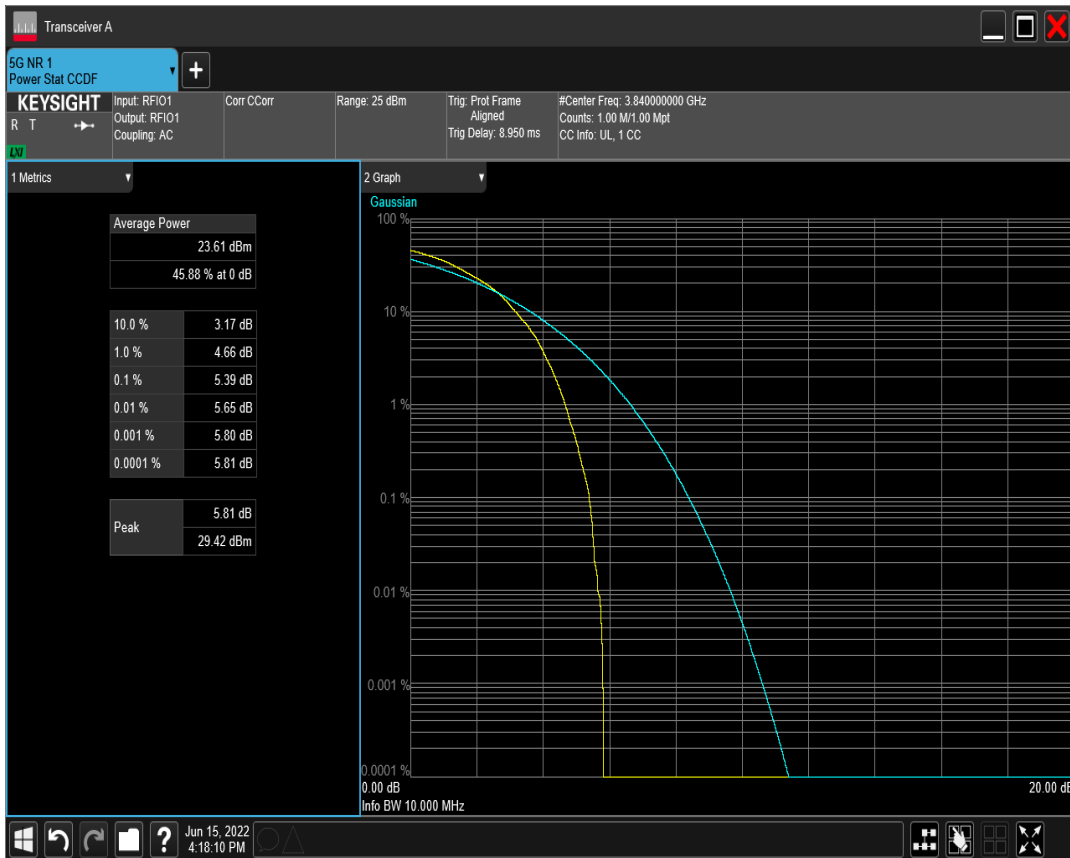 Transceiver A
5G NR 1
Power Stat CCDF
+
KEYSIGHT
R T
LXI
Input: RFIO1
Output: RFIO1
Coupling: AC
Corr CCorr
Range: 25 dBm
Trig: Prot Frame
Aligned
Trig Delay: 8.950 ms
#Center Freq: 3.840000000 GHz
Counts: 1.00 M/1.00 Mpt
CC Info: UL, 1 CC
1 Metrics
Average Power
23.61 dBm
45.88 % at 0 dB
10.0 % 3.17 dB
1.0 % 4.66 dB
0.1 % 5.39 dB
0.01 % 5.65 dB
0.001 % 5.80 dB
0.0001 % 5.81 dB
Peak
5.81 dB
29.42 dBm
2 Graph
Gaussian
100 %
10 %
1 %
0.1 %
0.01 %
0.001 %
0.0001 %
0.00 dB 20.00 dB
Info BW 10.000 MHz
?
Jun 15, 2022
4:18:10 PM